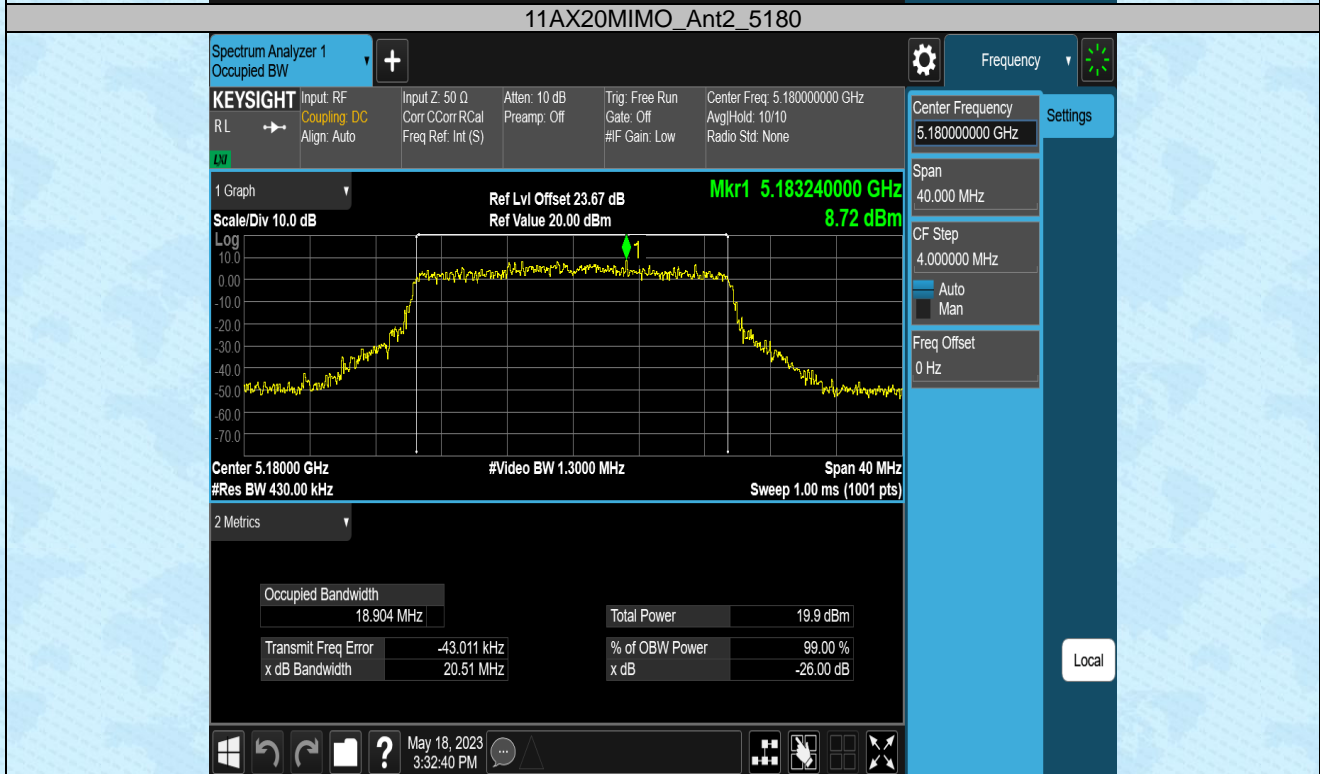 11AX20MIMO_Ant2_5180
Spectrum Analyzer 1
Occupied BW
+
Frequency
KEYSIGHT
R L
LXI
Input: RF
Coupling: DC
Align: Auto
Input Z: 50 Ω
Corr CCorr RCal
Freq Ref: Int (S)
Atten: 10 dB
Preamp: Off
Trig: Free Run
Gate: Off
#IF Gain: Low
Center Freq: 5.180000000 GHz
Avg|Hold: 10/10
Radio Std: None
Center Frequency
5.180000000 GHz
Settings
Span
40.000 MHz
CF Step
4.000000 MHz
Auto
Man
Freq Offset
0 Hz
1 Graph
Scale/Div 10.0 dB
Ref Lvl Offset 23.67 dB
Ref Value 20.00 dBm
Mkr1 5.183240000 GHz
8.72 dBm
Log
10.0
0.00
-10.0
-20.0
-30.0
-40.0
-50.0
-60.0
-70.0
1
Center 5.18000 GHz
#Res BW 430.00 kHz
#Video BW 1.3000 MHz
Span 40 MHz
Sweep 1.00 ms (1001 pts)
2 Metrics
Occupied Bandwidth
18.904 MHz
Total Power 19.9 dBm
Transmit Freq Error -43.011 kHz
% of OBW Power 99.00 %
x dB Bandwidth 20.51 MHz
x dB -26.00 dB
Local
?
May 18, 2023
3:32:40 PM